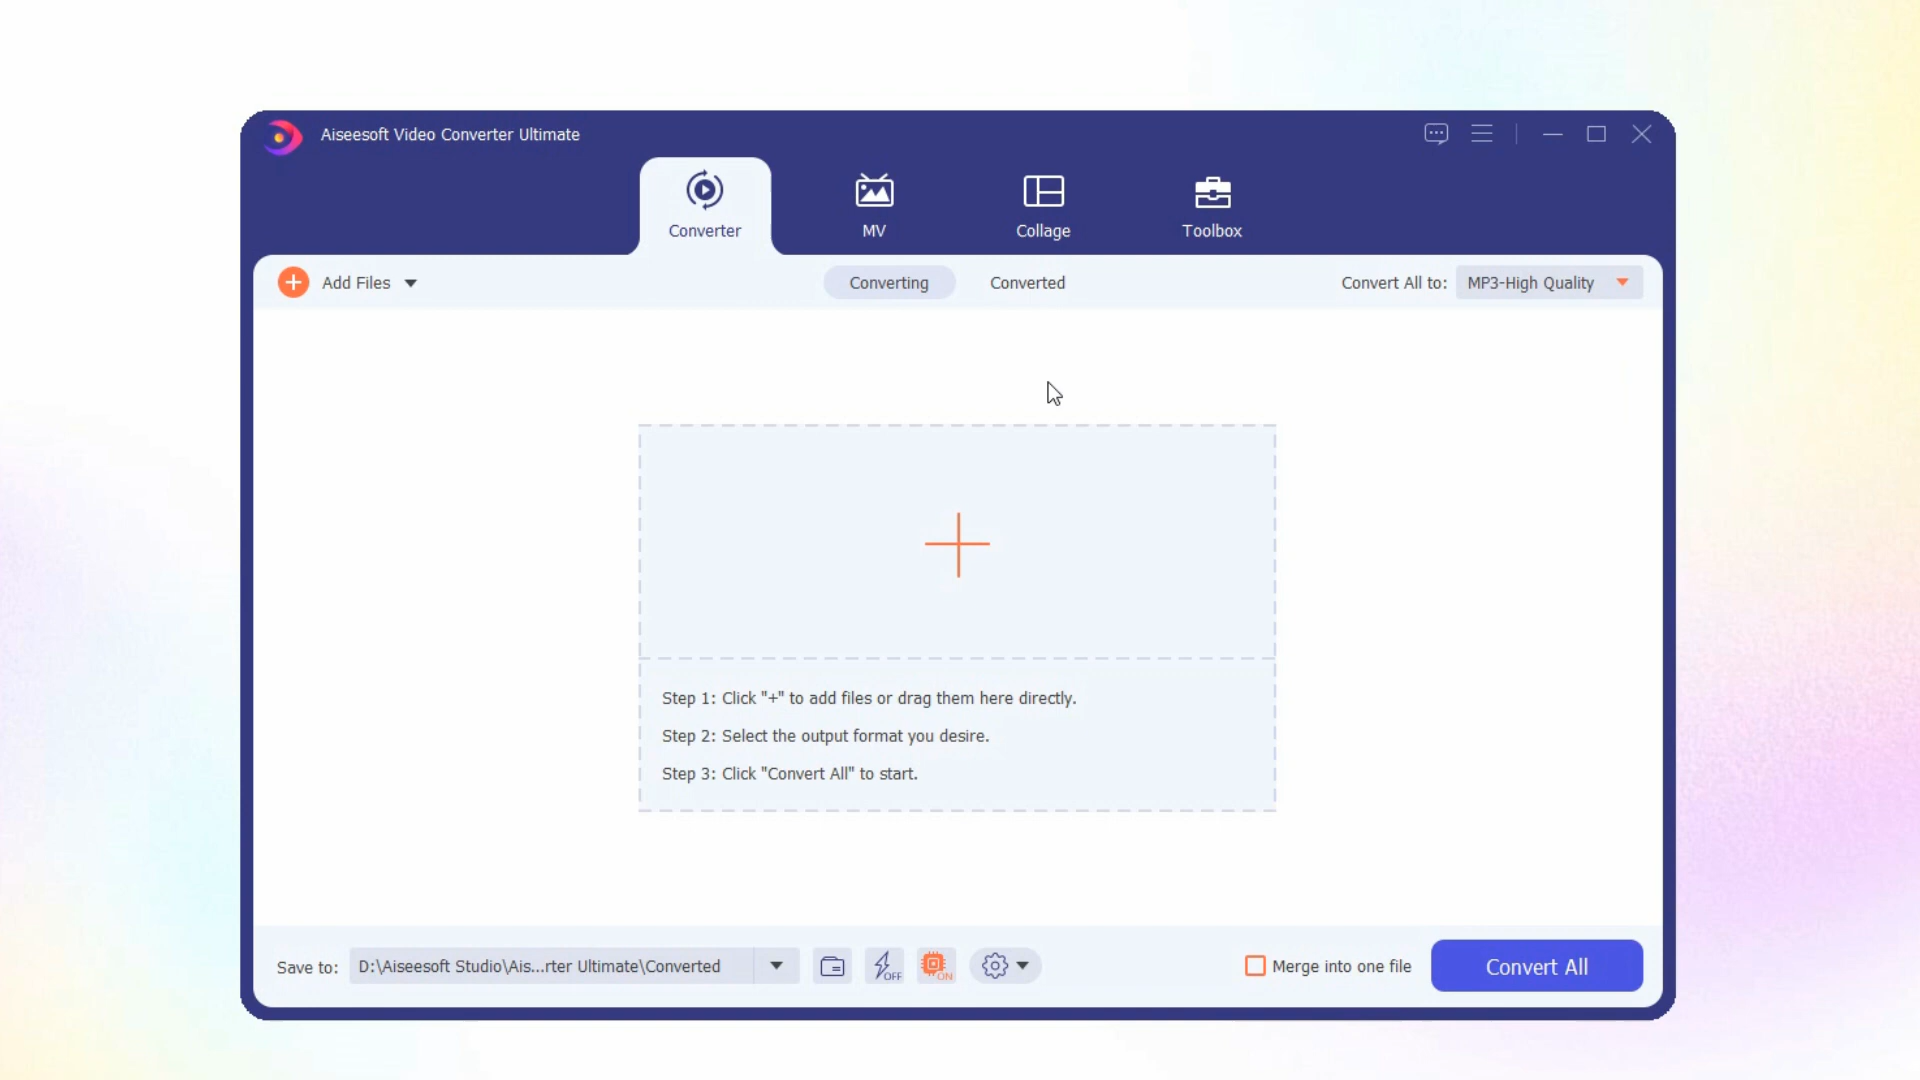 Aiseesoft Video Converter Ultimate
Converter
MV
Collage
Toolbox
Add Files
Converting
Converted
Convert All to:
MP3-High Quality
Step 1: Click "+" to add files or drag them here directly.
Step 2: Select the output format you desire.
Step 3: Click "Convert All" to start.
Save to:
D:\Aiseesoft Studio\Ais...rter Ultimate\Converted
OFF
ON
Merge into one file
Convert All